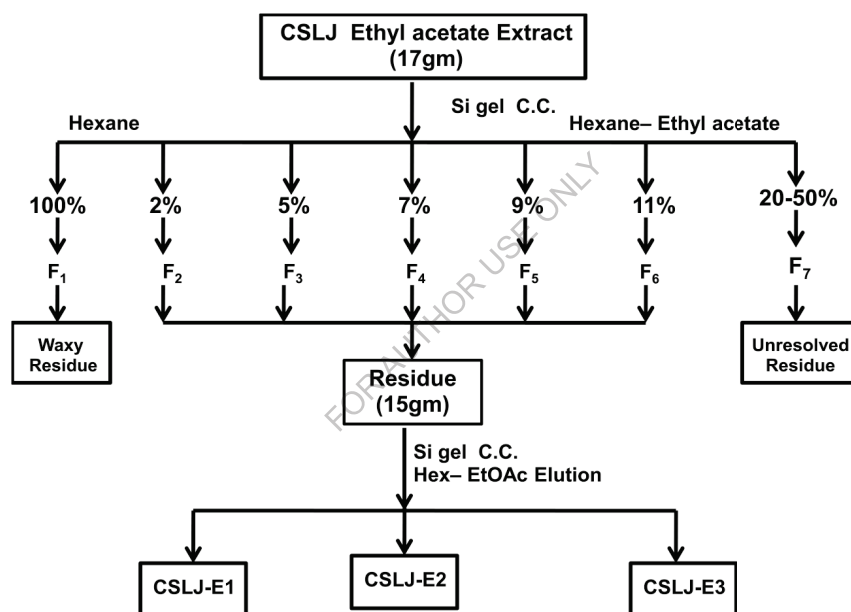 CSLJ Ethyl acetate Extract
(17gm)
Si gel C.C.
Hexane
Hexane– Ethyl acetate
100%
2%
5%
7%
9%
11%
20-50%
F1
F2
F3
F4
F5
F6
F7
Waxy
Residue
Unresolved
Residue
Residue
(15gm)
FOR AUTHOR USE ONLY
Si gel C.C.
Hex– EtOAc Elution
CSLJ-E1
CSLJ-E2
CSLJ-E3